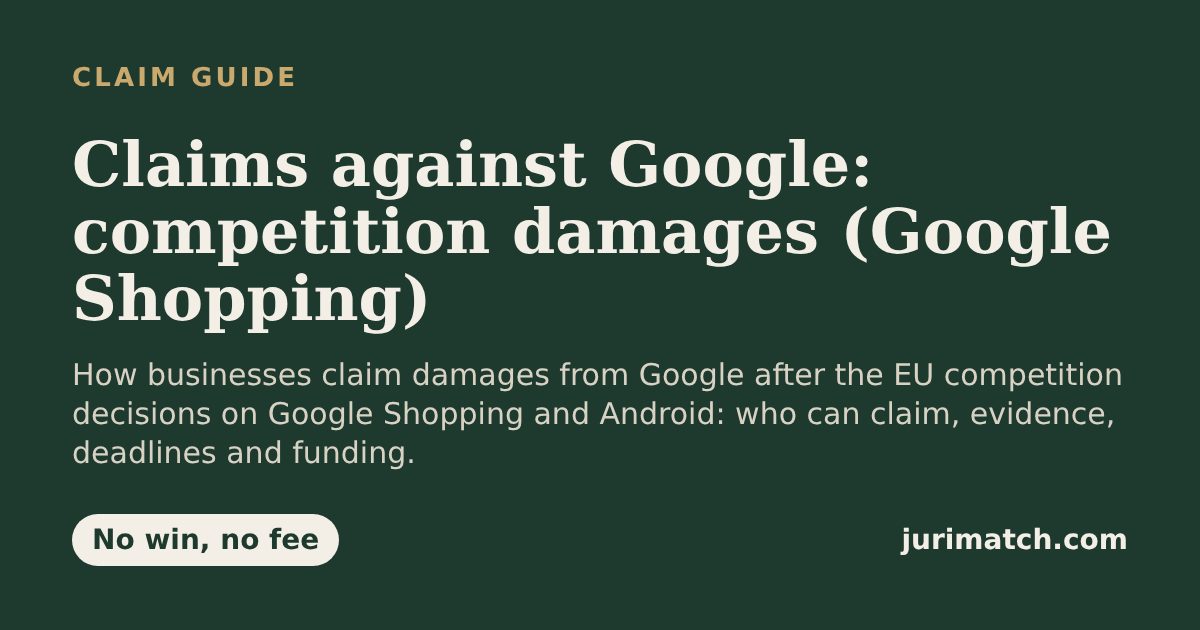 CLAIM GUIDE
Claims against Google:
competition damages (Google
Shopping)
How businesses claim damages from Google after the EU competition
decisions on Google Shopping and Android: who can claim, evidence,
deadlines and funding.
No win, no fee
jurimatch.com